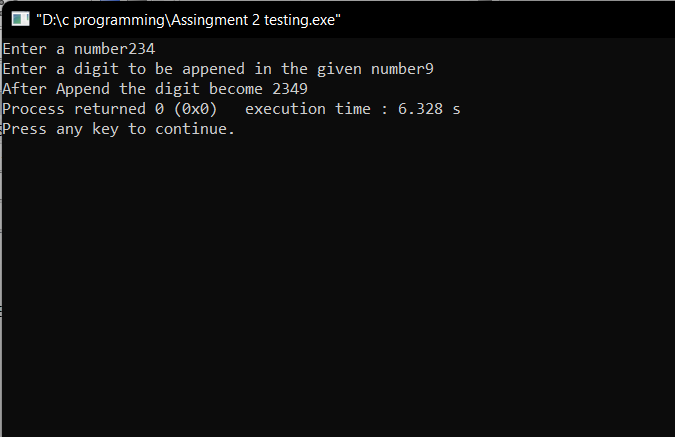 "D:\c programming\Assingment 2 testing.exe"
Enter a number234
Enter a digit to be appened in the given number9
After Append the digit become 2349
Process returned 0 (0x0)   execution time : 6.328 s
Press any key to continue.